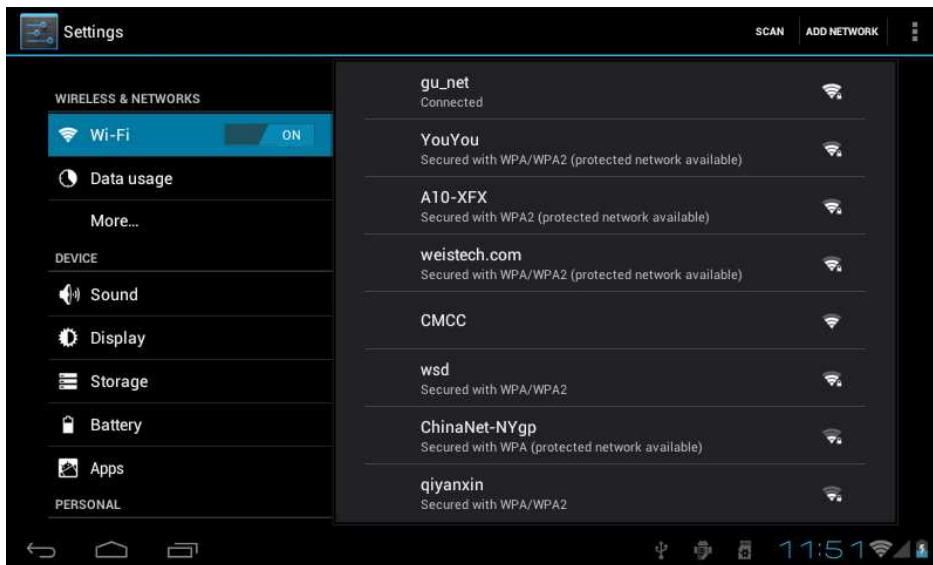 Settings
SCAN
ADD NETWORK
WIRELESS & NETWORKS
Wi-Fi
ON
Data usage
More...
DEVICE
Sound
Display
Storage
Battery
Apps
PERSONAL
gu_net
Connected
YouYou
Secured with WPA/WPA2 (protected network available)
A10-XFX
Secured with WPA2 (protected network available)
weistech.com
Secured with WPA/WPA2 (protected network available)
CMCC
wsd
Secured with WPA/WPA2
ChinaNet-NYgp
Secured with WPA (protected network available)
qiyanxin
Secured with WPA/WPA2
11:51